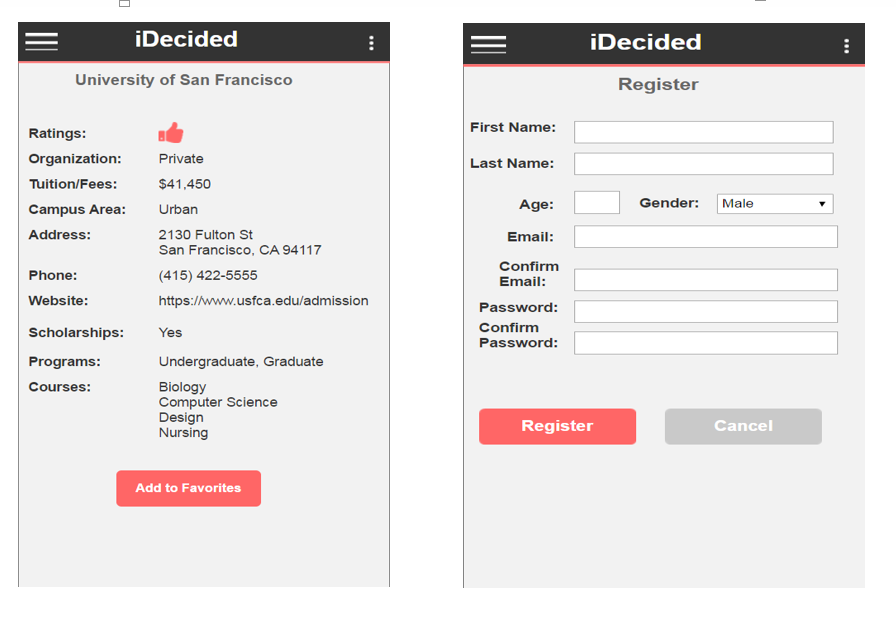 iDecided
University of San Francisco
Ratings:
Organization: Private
Tuition/Fees: $41,450
Campus Area: Urban
Address: 2130 Fulton St
San Francisco, CA 94117
Phone: (415) 422-5555
Website: https://www.usfca.edu/admission
Scholarships: Yes
Programs: Undergraduate, Graduate
Courses: Biology
Computer Science
Design
Nursing
Add to Favorites
iDecided
Register
First Name:
Last Name:
Age: Gender: Male
Email:
Confirm
Email:
Password:
Confirm
Password:
Register Cancel